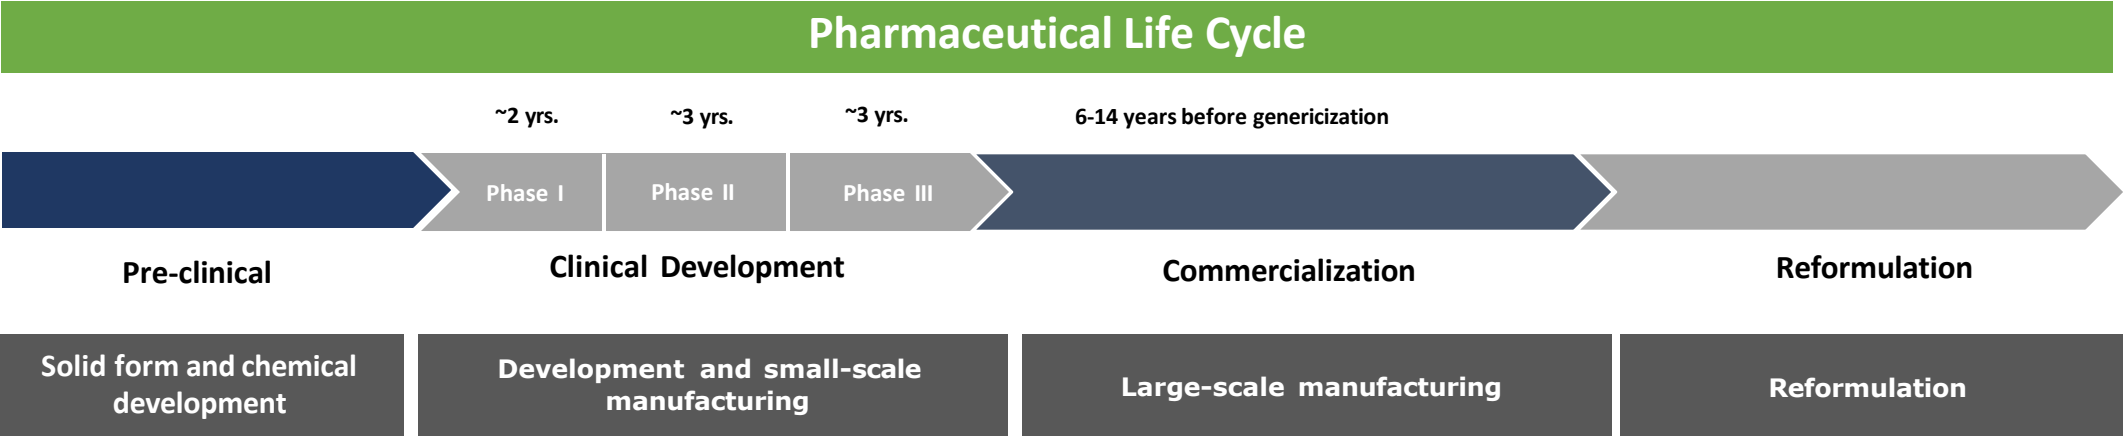 Pharmaceutical Life Cycle
~2 yrs.
~3 yrs.
~3 yrs.
6-14 years before genericization
Phase I
Phase II
Phase III
Pre-clinical
Clinical Development
Commercialization
Reformulation
Solid form and chemical
development
Development and small-scale
manufacturing
Large-scale manufacturing
Reformulation